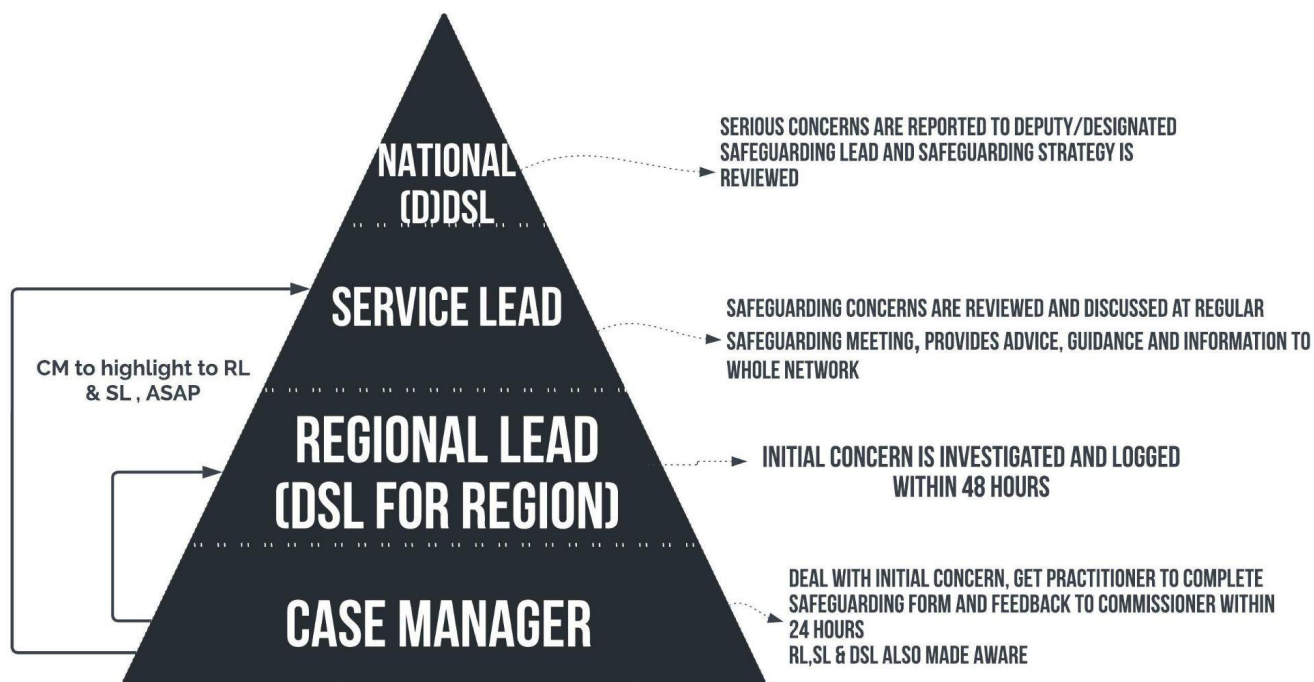 NATIONAL
(D)DSL
SERIOUS CONCERNS ARE REPORTED TO DEPUTY/DESIGNATED
SAFEGUARDING LEAD AND SAFEGUARDING STRATEGY IS
REVIEWED
SERVICE LEAD
SAFEGUARDING CONCERNS ARE REVIEWED AND DISCUSSED AT REGULAR
SAFEGUARDING MEETING, PROVIDES ADVICE, GUIDANCE AND INFORMATION TO
WHOLE NETWORK
CM to highlight to RL
& SL , ASAP
REGIONAL LEAD
(DSL FOR REGION)
INITIAL CONCERN IS INVESTIGATED AND LOGGED
WITHIN 48 HOURS
CASE MANAGER
DEAL WITH INITIAL CONCERN, GET PRACTITIONER TO COMPLETE
SAFEGUARDING FORM AND FEEDBACK TO COMMISSIONER WITHIN
24 HOURS
RL,SL & DSL ALSO MADE AWARE